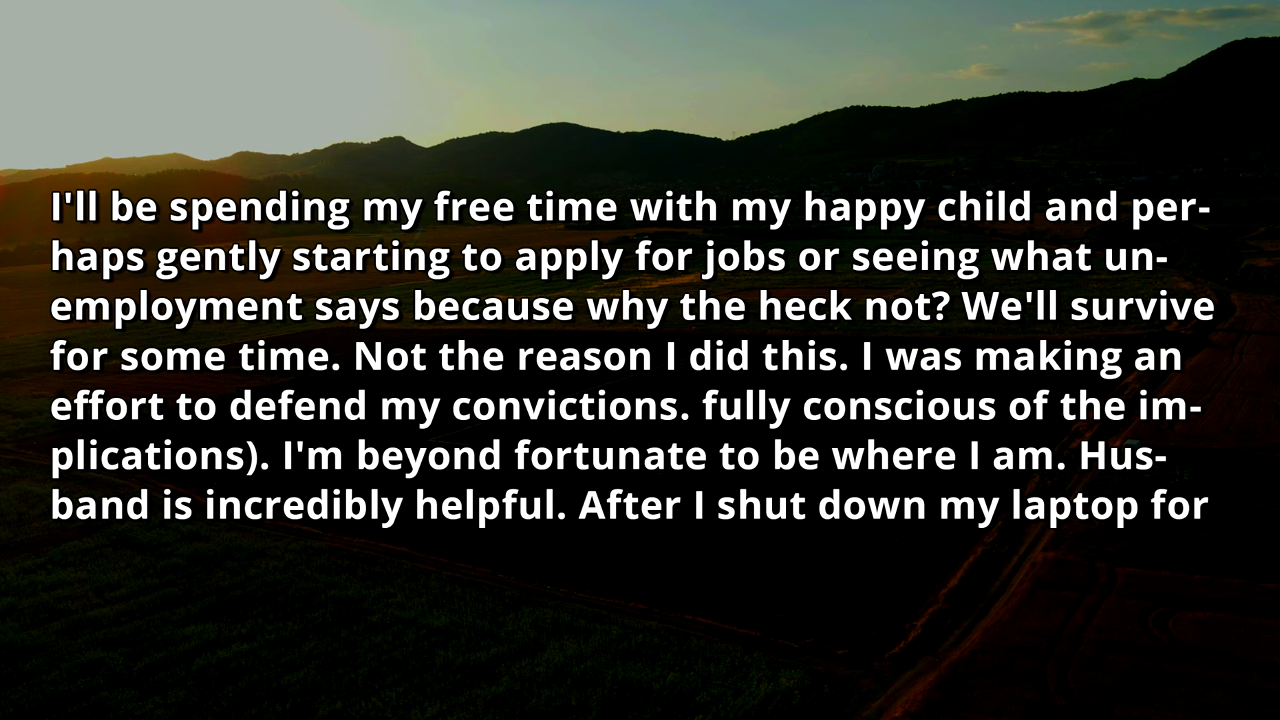 I'll be spending my free time with my happy child and per-
haps gently starting to apply for jobs or seeing what un-
employment says because why the heck not? We'll survive
for some time. Not the reason I did this. I was making an
effort to defend my convictions. fully conscious of the im-
plications). I'm beyond fortunate to be where I am. Hus-
band is incredibly helpful. After I shut down my laptop for